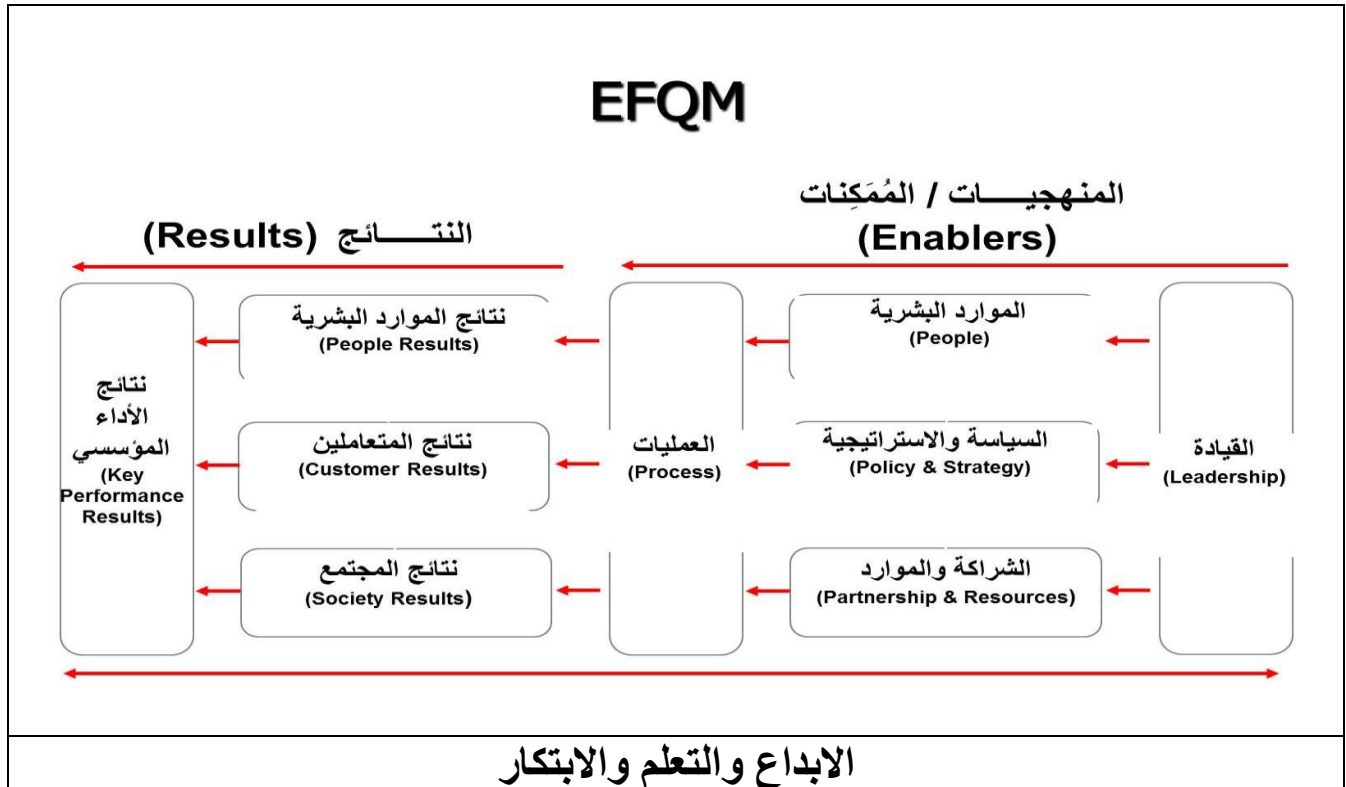 EFQM
المنهجيـــــات / المُمَكِنات
(Enablers)
النتـــــائج (Results)
القيادة
(Leadership)
الموارد البشرية
(People)
السياسة والاستراتيجية
(Policy & Strategy)
الشراكة والموارد
(Partnership & Resources)
العمليات
(Process)
نتائج الموارد البشرية
(People Results)
نتائج المتعاملين
(Customer Results)
نتائج المجتمع
(Society Results)
نتائج
الأداء
المؤسسي
(Key
Performance
Results)
الابداع والتعلم والابتكار